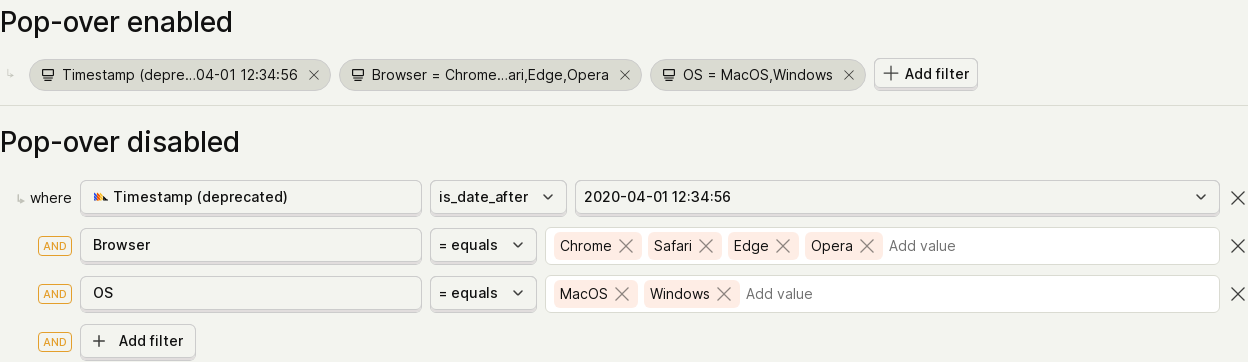 Pop-over enabled
Timestamp (depre...04-01 12:34:56 Browser = Chrome...ari,Edge,Opera OS = MacOS,Windows Add filter
Pop-over disabled
where Timestamp (deprecated) is_date_after 2020-04-01 12:34:56
AND Browser = equals Chrome Safari Edge Opera Add value
AND OS = equals MacOS Windows Add value
AND + Add filter